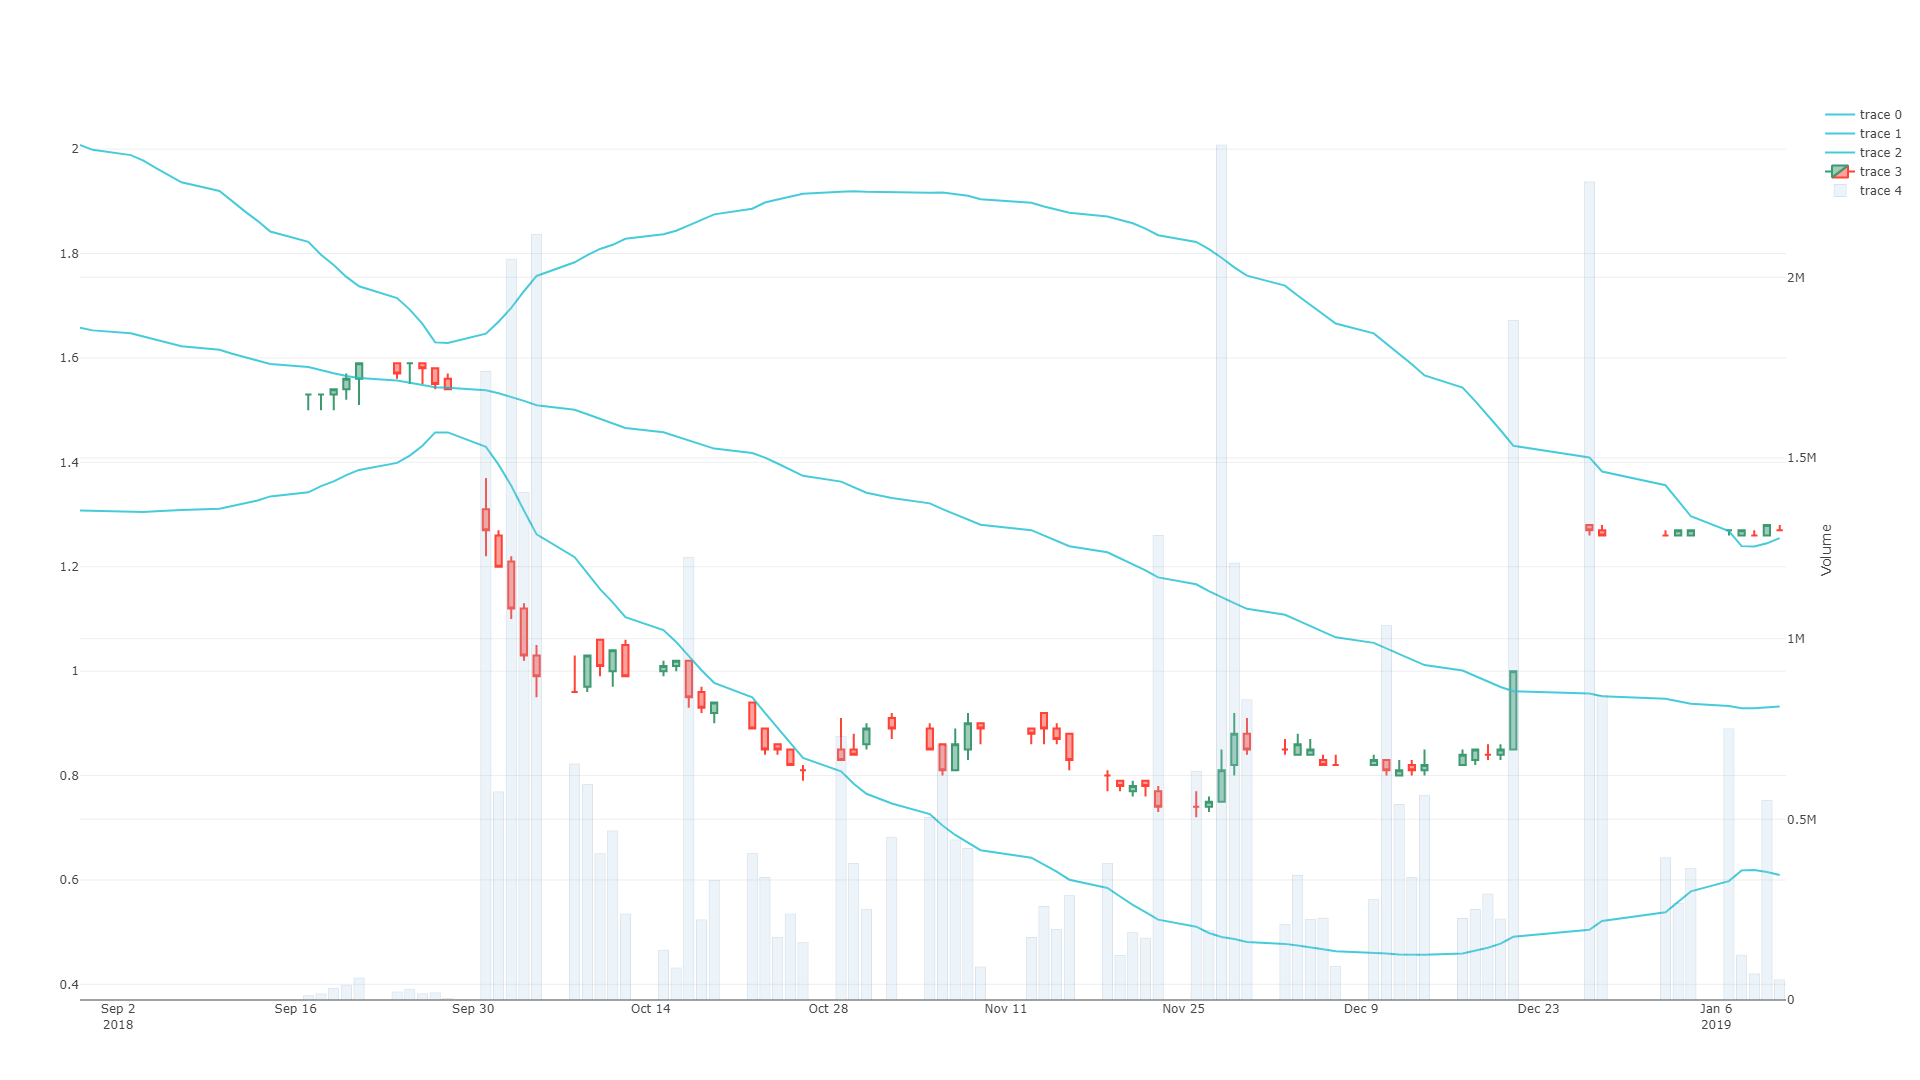 trace 0
trace 1
trace 2
trace 3
trace 4
2
1.8
1.6
1.4
1.2
1
0.8
0.6
0.4
2M
1.5M
1M
0.5M
0
Volume
Sep 2
2018
Sep 16
Sep 30
Oct 14
Oct 28
Nov 11
Nov 25
Dec 9
Dec 23
Jan 6
2019